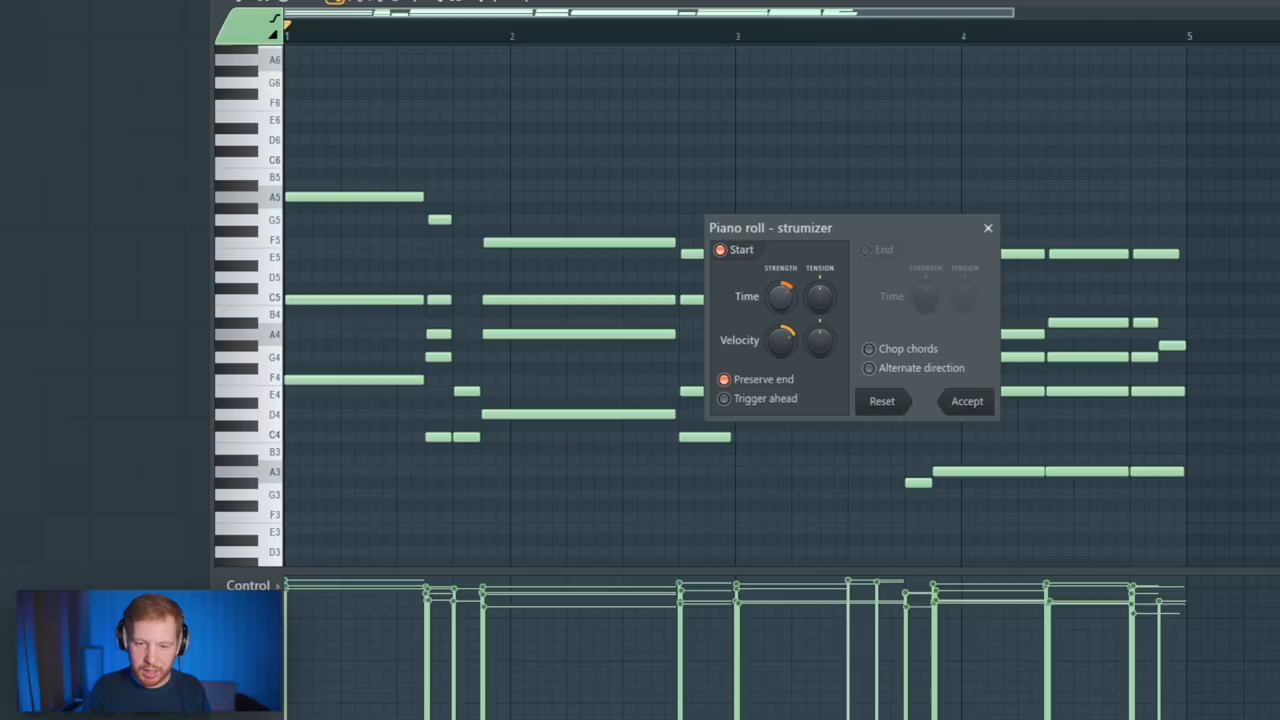 1 2 3 4 5
A6
G6
F6
E6
D6
C6
B5
A5
G5
F5
E5
D5
C5
B4
A4
G4
F4
E4
D4
C4
B3
A3
G3
F3
E3
D3
Piano roll - strumizer
Start
End
STRENGTH TENSION
STRENGTH TENSION
Time
Time
Velocity
Chop chords
Alternate direction
Preserve end
Trigger ahead
Reset
Accept
Control